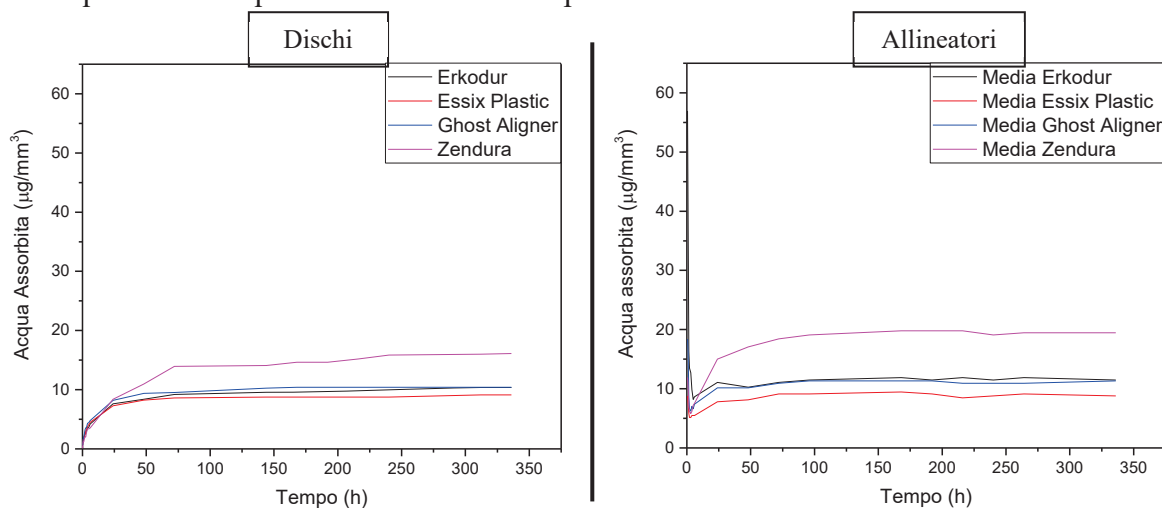 Dischi
Erkodur
Essix Plastic
Ghost Aligner
Zendura
Acqua Assorbita (μg/mm³)
60
50
40
30
20
10
0
0 50 100 150 200 250 300 350
Tempo (h)
Allineatori
Media Erkodur
Media Essix Plastic
Media Ghost Aligner
Media Zendura
Acqua assorbita (μg/mm³)
60
50
40
30
20
10
0
0 50 100 150 200 250 300 350
Tempo (h)